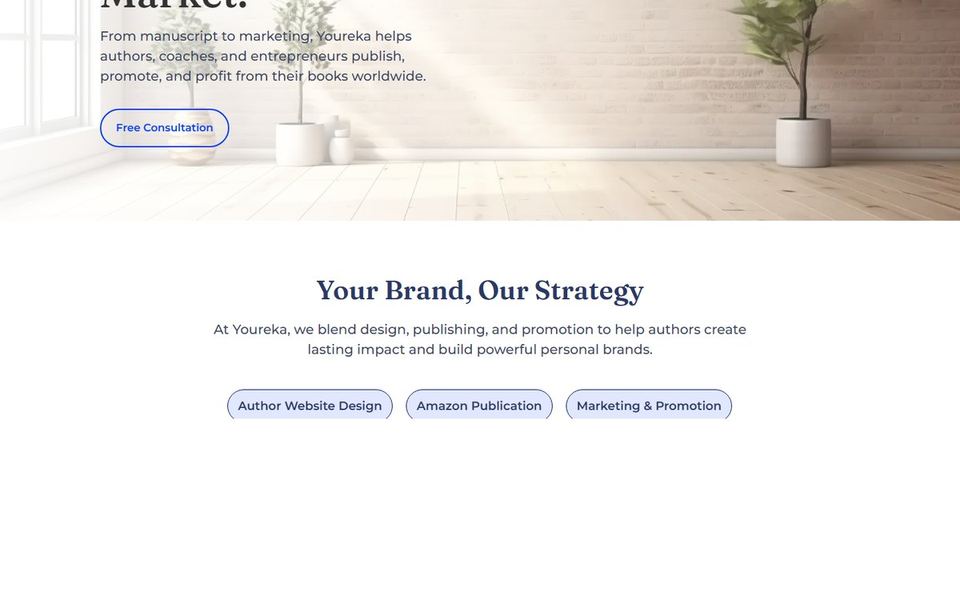 Market.
From manuscript to marketing, Youreka helps
authors, coaches, and entrepreneurs publish,
promote, and profit from their books worldwide.
Free Consultation
Your Brand, Our Strategy
At Youreka, we blend design, publishing, and promotion to help authors create
lasting impact and build powerful personal brands.
Author Website Design
Amazon Publication
Marketing & Promotion